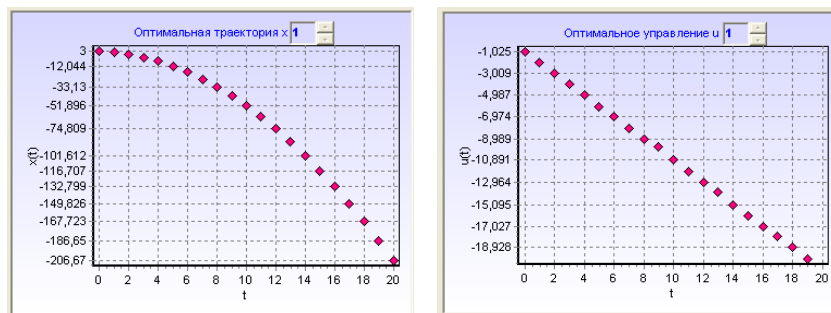 Оптимальная траектория x 1
3
-12,044
-33,13
-51,896
-74,809
-101,612
-116,707
-132,799
-149,826
-167,723
-186,65
-206,67
x(t)
0 2 4 6 8 10 12 14 16 18 20
t
Оптимальное управление u 1
-1,025
-3,009
-4,987
-6,974
-8,989
-10,891
-12,964
-15,095
-17,027
-18,928
u(t)
0 2 4 6 8 10 12 14 16 18 20
t